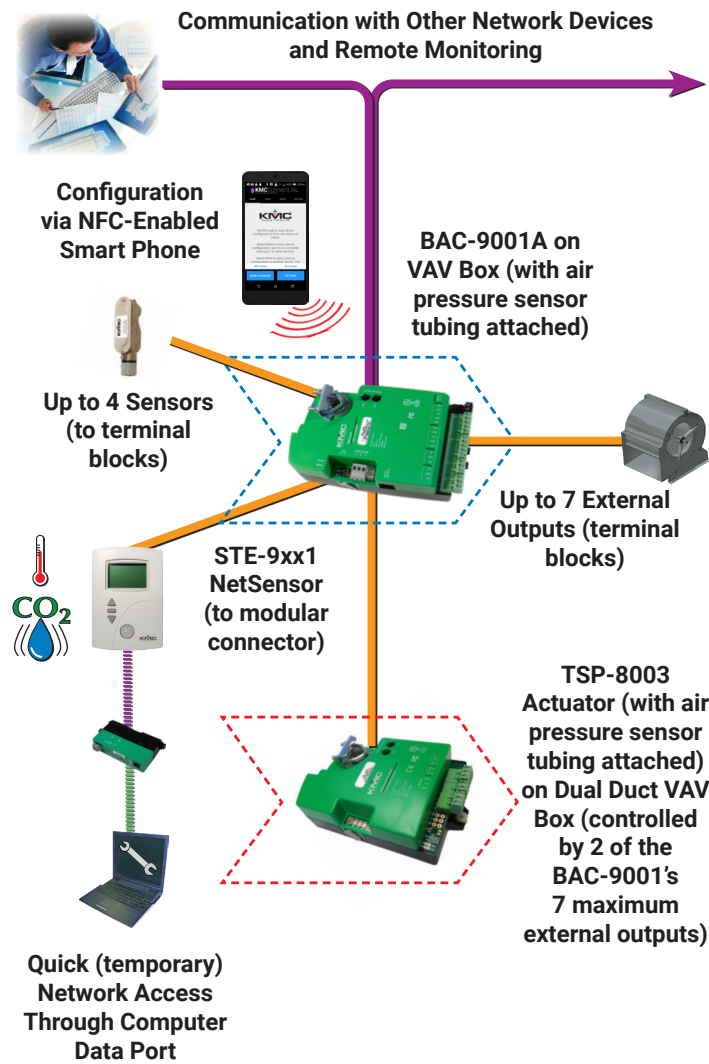 Communication with Other Network Devices
and Remote Monitoring
Configuration
via NFC-Enabled
Smart Phone
KMC
BAC-9001A on
VAV Box (with air
pressure sensor
tubing attached)
Up to 4 Sensors
(to terminal
blocks)
KMC
Up to 7 External
Outputs (terminal
blocks)
STE-9xx1
NetSensor
(to modular
connector)
CO2
KMC
TSP-8003
Actuator (with air
pressure sensor
tubing attached)
on Dual Duct VAV
Box (controlled
by 2 of the
BAC-9001's
7 maximum
external outputs)
KMC
Quick (temporary)
Network Access
Through Computer
Data Port